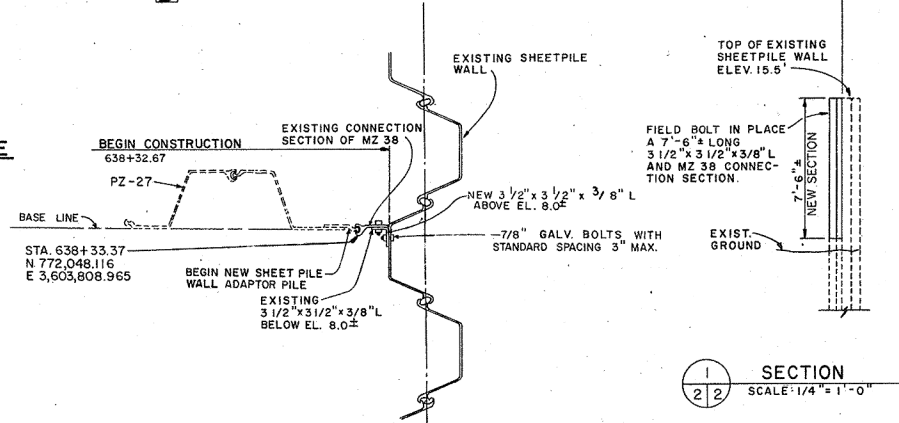 EXISTING SHEETPILE
WALL
EXISTING CONNECTION
SECTION OF MZ 38
BEGIN CONSTRUCTION
638+32.67
PZ-27
BASE LINE
STA. 638+33.37
N 772,048.116
E 3,603,808.965
BEGIN NEW SHEET PILE
WALL ADAPTOR PILE
EXISTING
3 1/2"x3 1/2"x3/8"L
BELOW EL. 8.0±
NEW 3 1/2"x 3 1/2"x 3/8"L
ABOVE EL. 8.0±
7/8" GALV. BOLTS WITH
STANDARD SPACING 3" MAX.
TOP OF EXISTING
SHEETPILE WALL
ELEV. 15.5'
FIELD BOLT IN PLACE
A 7'-6"± LONG
3 1/2"x 3 1/2"x3/8"L
AND MZ 38 CONNEC-
TION SECTION.
7'-6"±
NEW SECTION
EXIST.
GROUND
1
2 2
SECTION
SCALE: 1/4"= 1'-0"